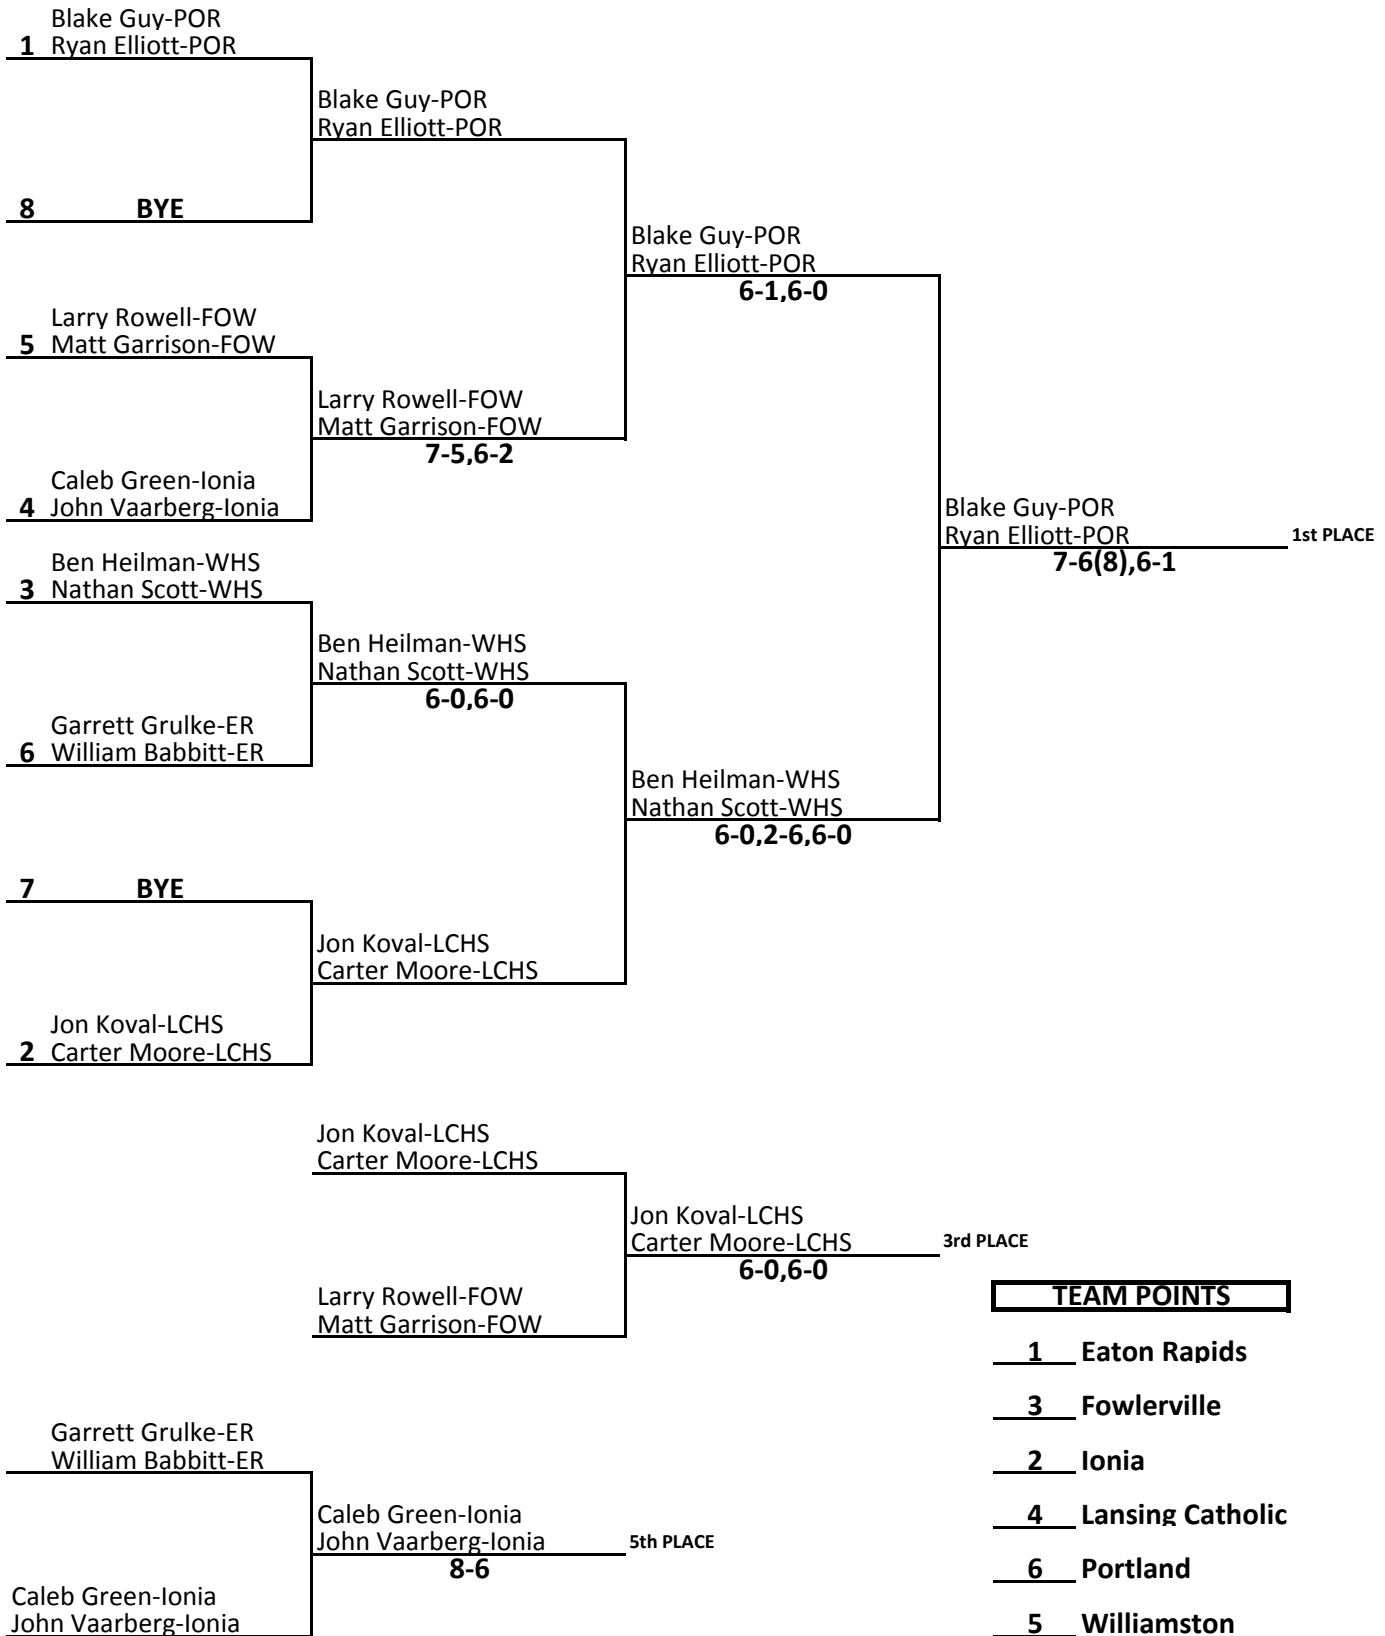 Blake Guy-POR
1 Ryan Elliott-POR
Blake Guy-POR
Ryan Elliott-POR
8 BYE
Blake Guy-POR
Ryan Elliott-POR
6-1,6-0
Larry Rowell-FOW
5 Matt Garrison-FOW
Larry Rowell-FOW
Matt Garrison-FOW
7-5,6-2
Caleb Green-Ionia
4 John Vaarberg-Ionia
Blake Guy-POR
Ryan Elliott-POR 1st PLACE
7-6(8),6-1
Ben Heilman-WHS
3 Nathan Scott-WHS
Ben Heilman-WHS
Nathan Scott-WHS
6-0,6-0
Garrett Grulke-ER
6 William Babbitt-ER
Ben Heilman-WHS
Nathan Scott-WHS
6-0,2-6,6-0
7 BYE
Jon Koval-LCHS
Carter Moore-LCHS
Jon Koval-LCHS
2 Carter Moore-LCHS
Jon Koval-LCHS
Carter Moore-LCHS
Jon Koval-LCHS
Carter Moore-LCHS 3rd PLACE
6-0,6-0
Larry Rowell-FOW
Matt Garrison-FOW
TEAM POINTS
1 Eaton Rapids
3 Fowlerville
2 Ionia
4 Lansing Catholic
6 Portland
5 Williamston
Garrett Grulke-ER
William Babbitt-ER
Caleb Green-Ionia
John Vaarberg-Ionia 5th PLACE
8-6
Caleb Green-Ionia
John Vaarberg-Ionia